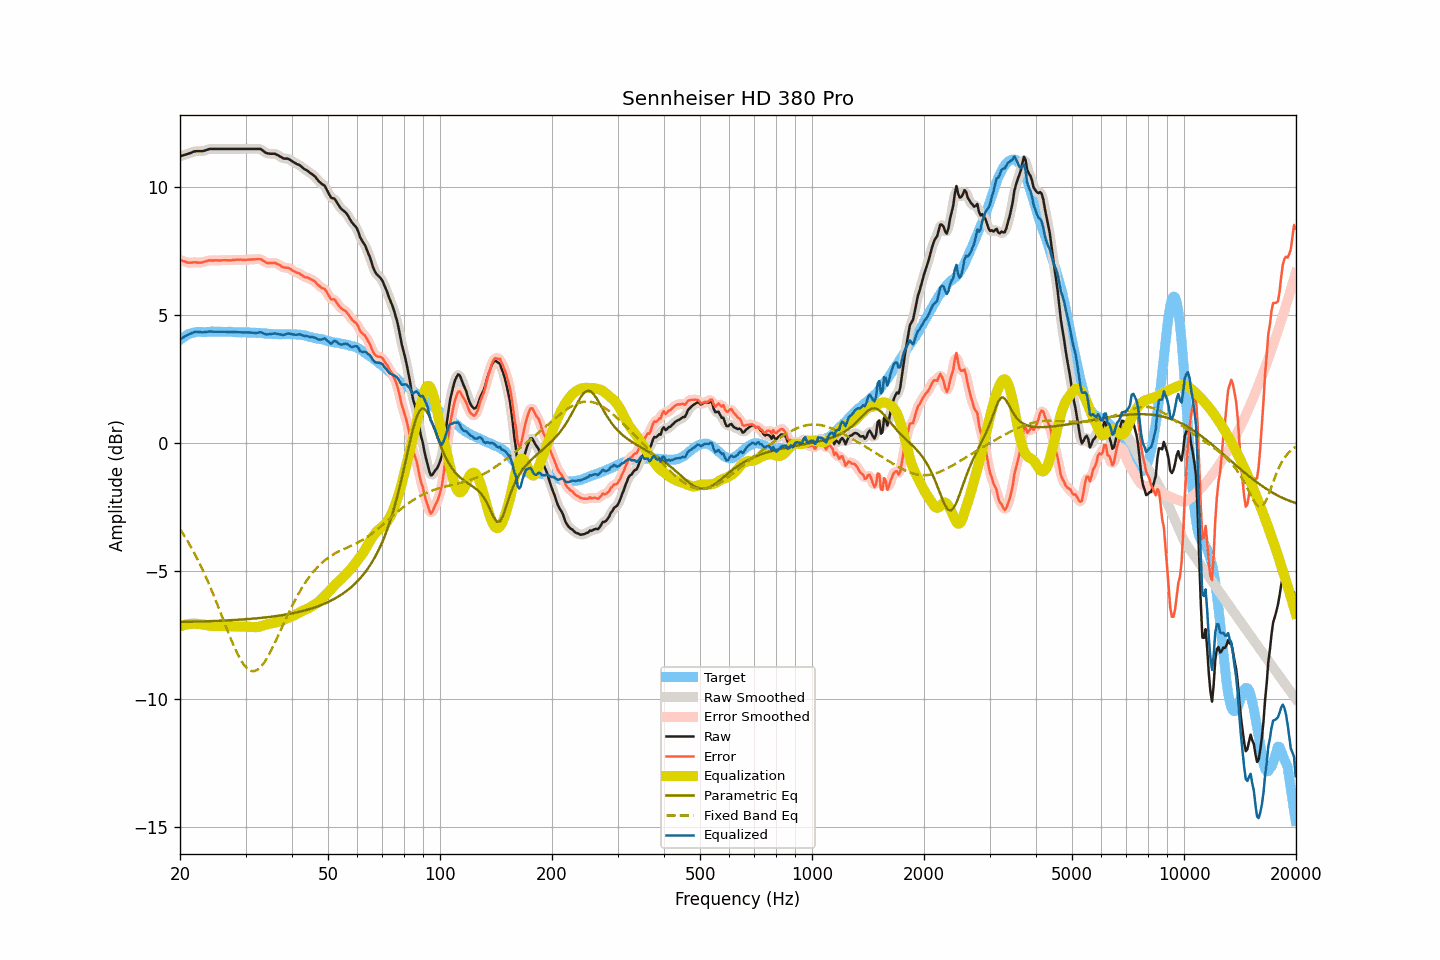 Sennheiser HD 380 Pro
Amplitude (dBr)
10
5
0
−5
−10
−15
Target
Raw Smoothed
Error Smoothed
Raw
Error
Equalization
Parametric Eq
Fixed Band Eq
Equalized
20 50 100 200 500 1000 2000 5000 10000 20000
Frequency (Hz)